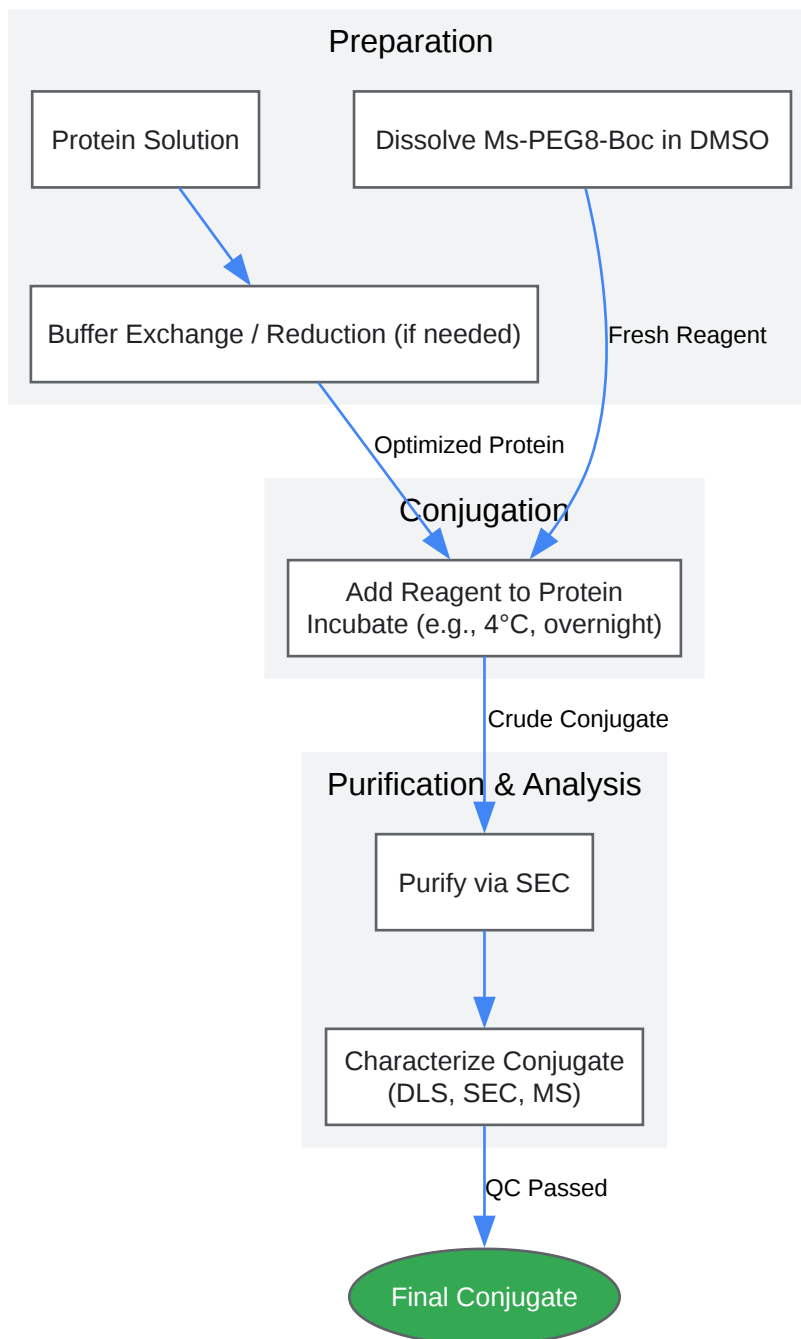 Preparation
Protein Solution
Dissolve Ms-PEG8-Boc in DMSO
Buffer Exchange / Reduction (if needed)
Fresh Reagent
Optimized Protein
Conjugation
Add Reagent to Protein
Incubate (e.g., 4°C, overnight)
Crude Conjugate
Purification & Analysis
Purify via SEC
Characterize Conjugate
(DLS, SEC, MS)
QC Passed
Final Conjugate